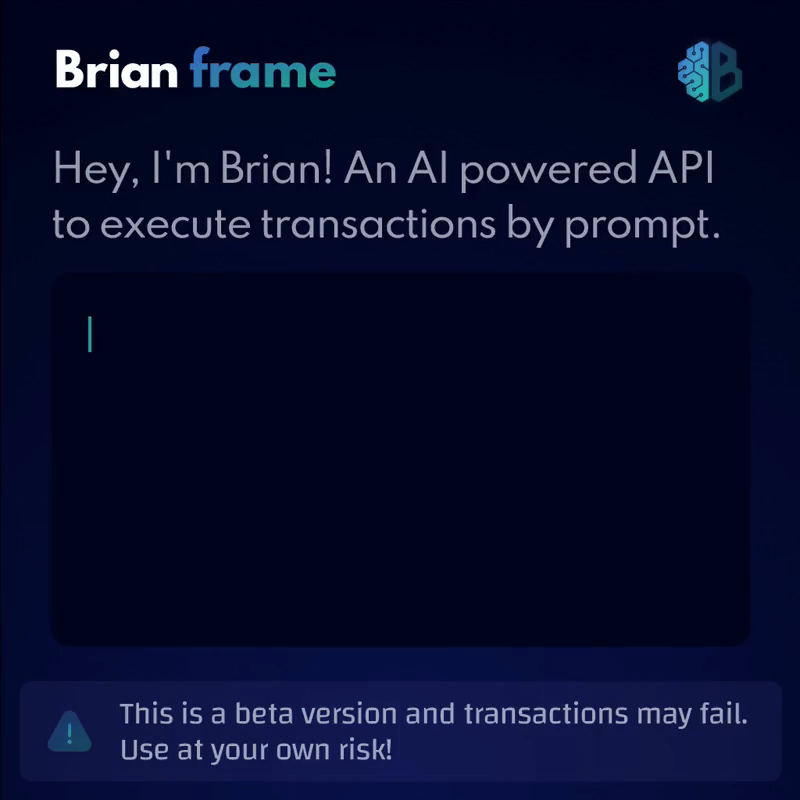 Brian frame
Hey, I'm Brian! An AI powered API
to execute transactions by prompt.
This is a beta version and transactions may fail.
Use at your own risk!